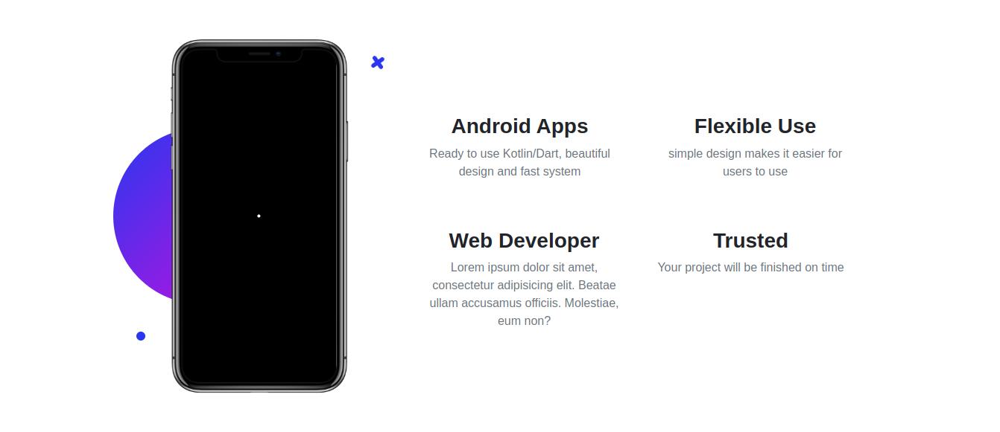 Android Apps
Ready to use Kotlin/Dart, beautiful
design and fast system
Flexible Use
simple design makes it easier for
users to use
Web Developer
Lorem ipsum dolor sit amet,
consectetur adipisicing elit. Beatae
ullam accusamus officiis. Molestiae,
eum non?
Trusted
Your project will be finished on time